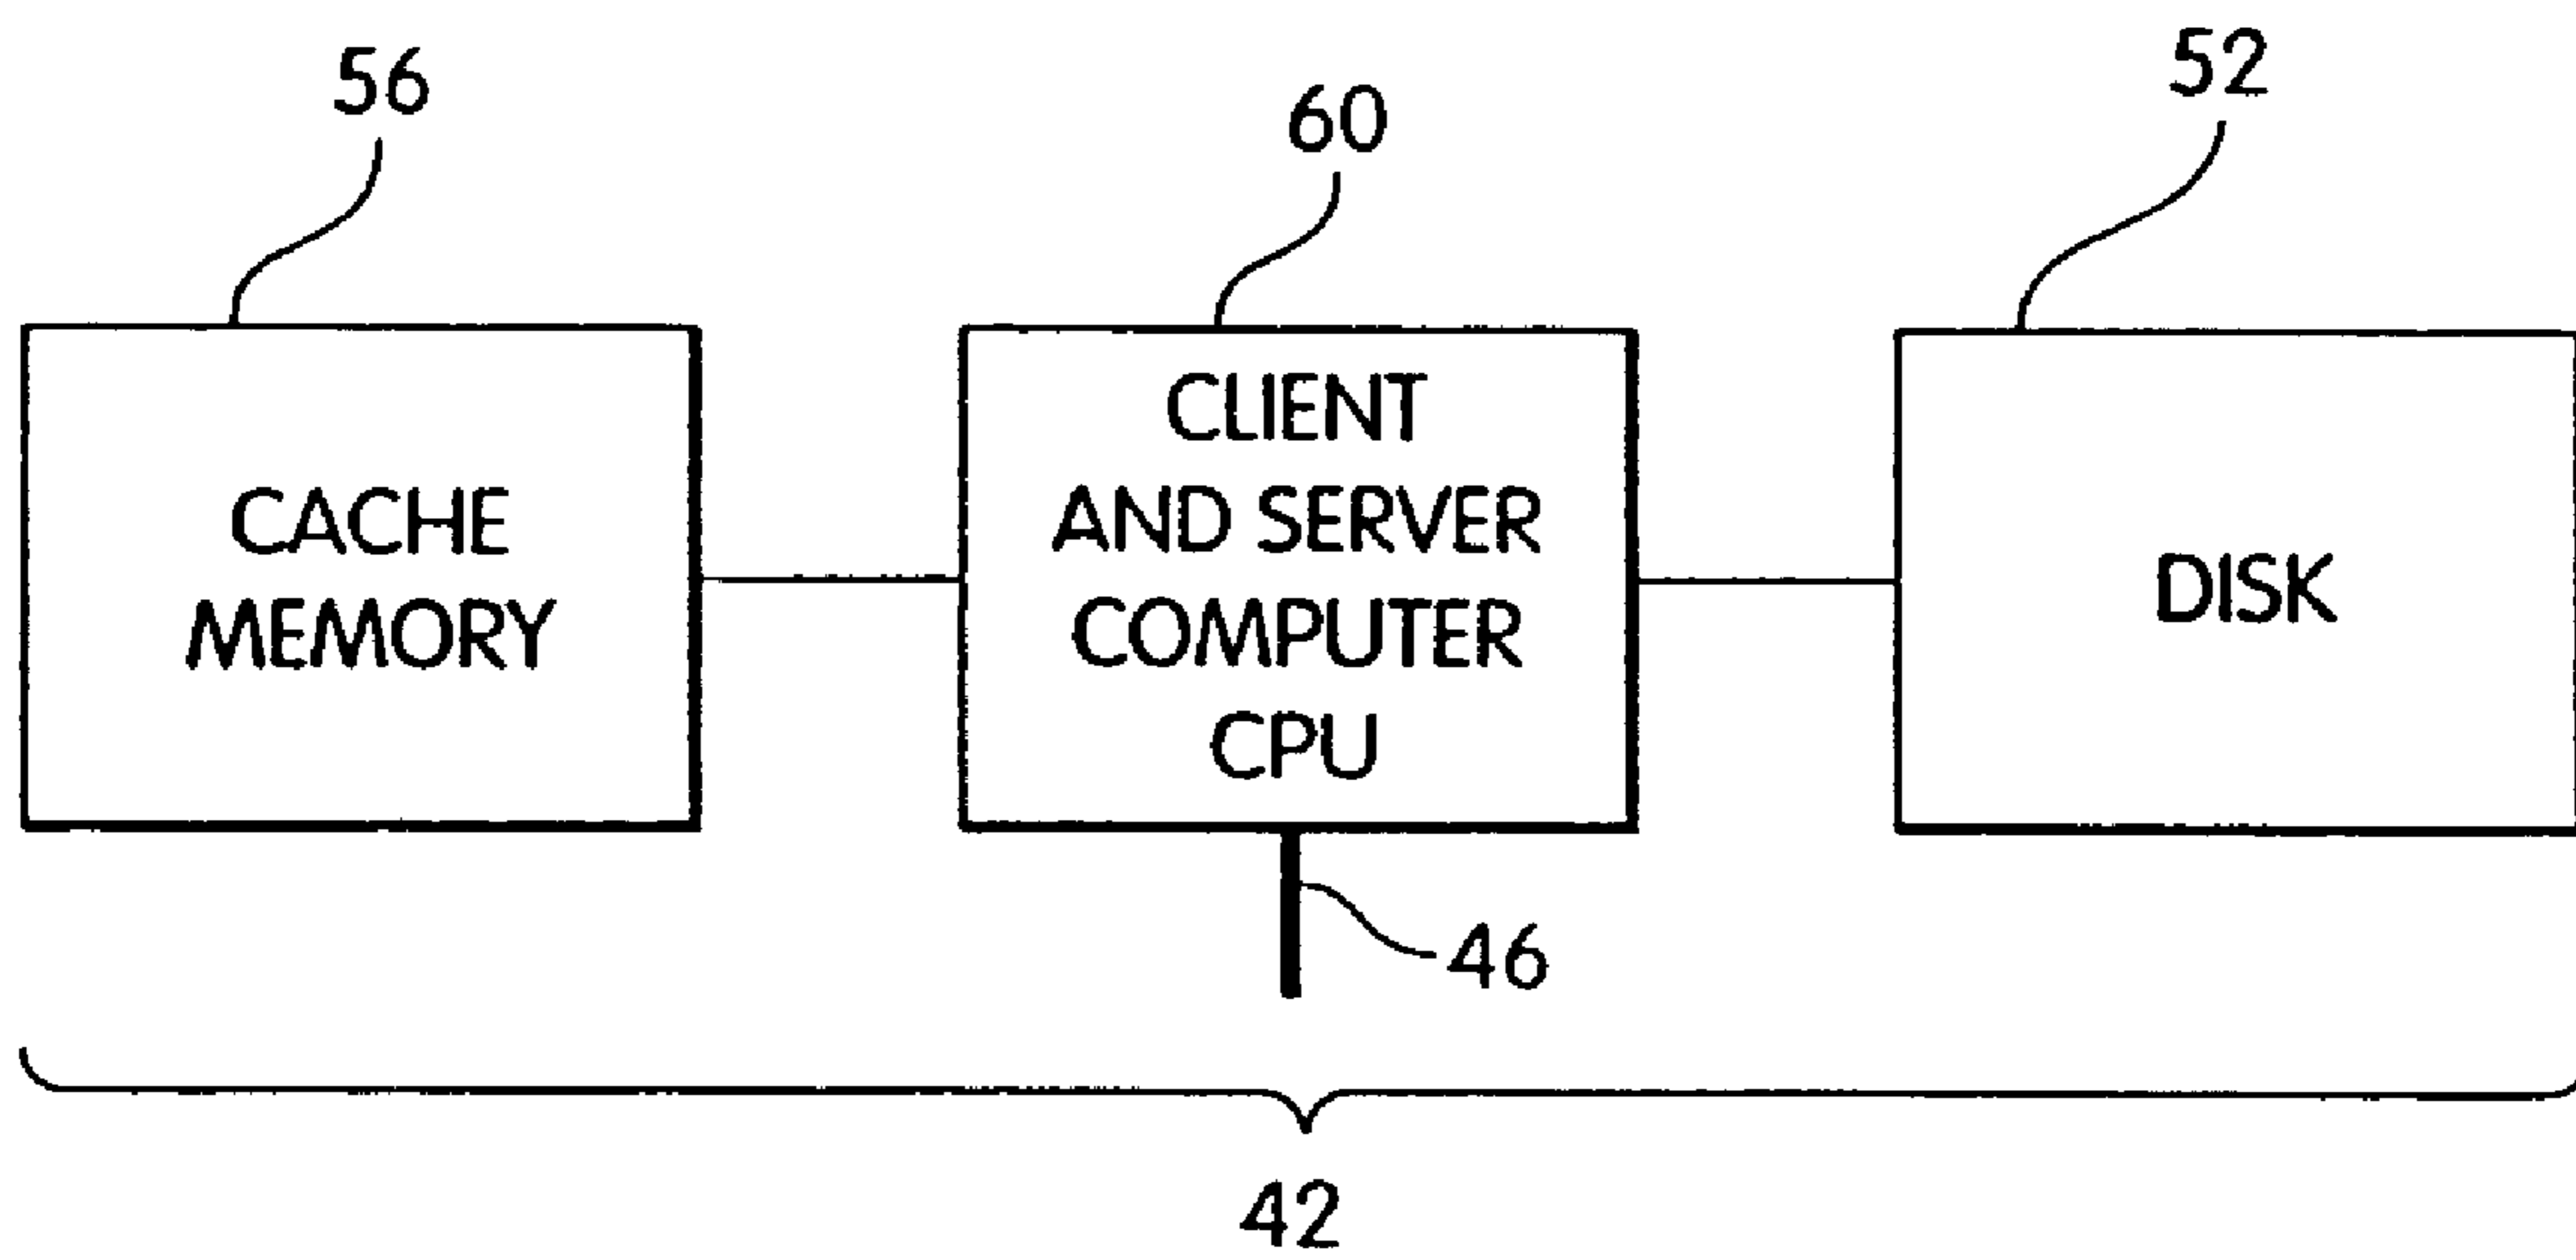 56
60
52
CACHE
MEMORY
CLIENT
AND SERVER
COMPUTER
CPU
DISK
46
42